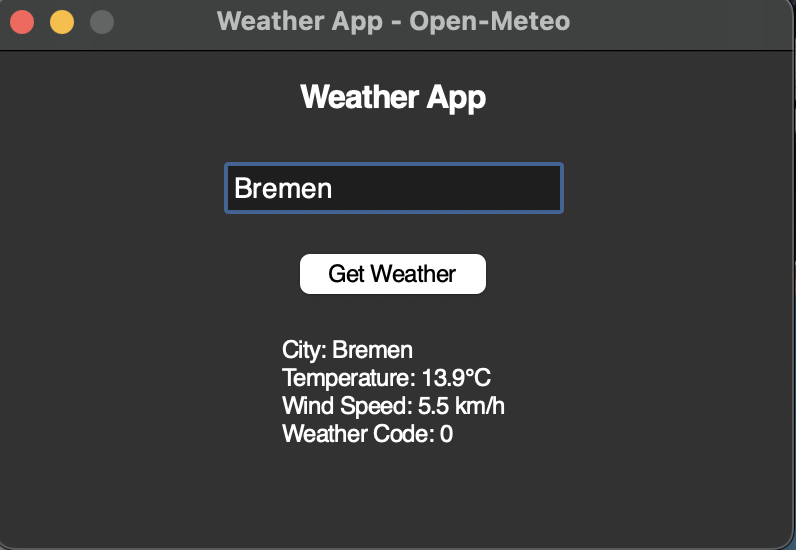 Weather App - Open-Meteo
Weather App
Bremen
Get Weather
City: Bremen
Temperature: 13.9°C
Wind Speed: 5.5 km/h
Weather Code: 0